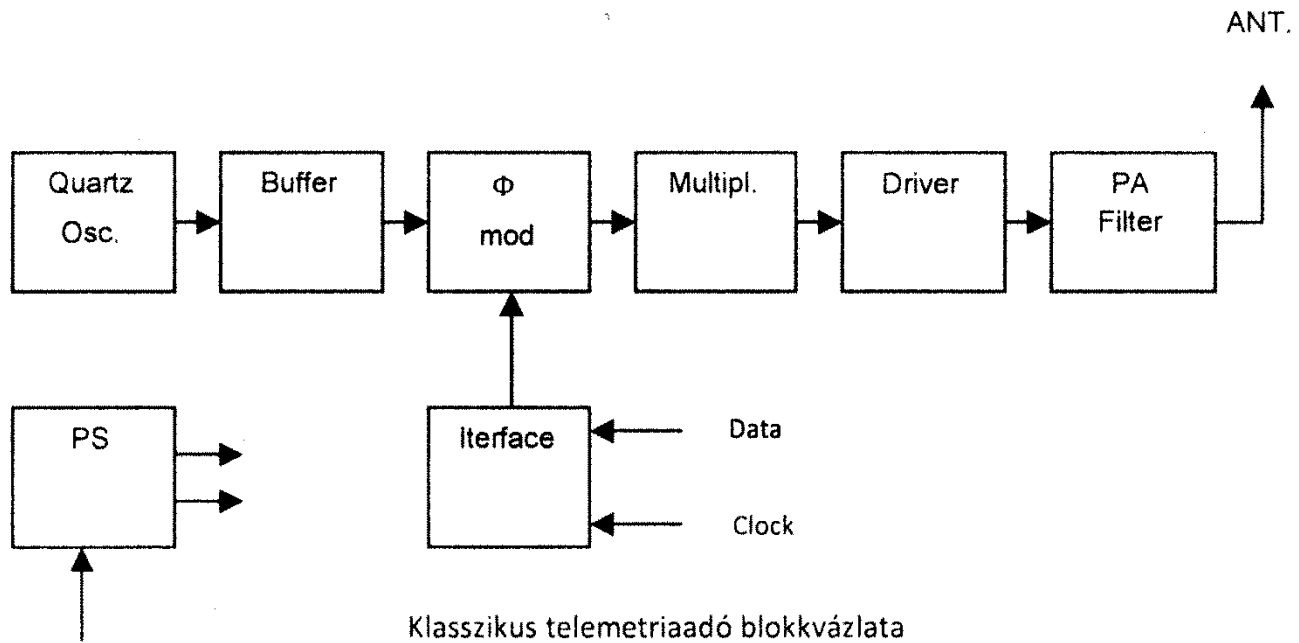 ANT.
Quartz
Osc.
Buffer
Φ
mod
Multipl.
Driver
PA
Filter
PS
Iterface
Data
Clock
Klasszikus telemetriaadó blokkvázlata